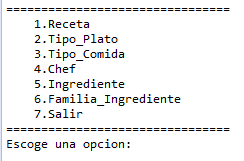 ==================================
1.Receta
2.Tipo_Plato
3.Tipo_Comida
4.Chef
5.Ingrediente
6.Familia_Ingrediente
7.Salir
==================================
Escoge una opcion: